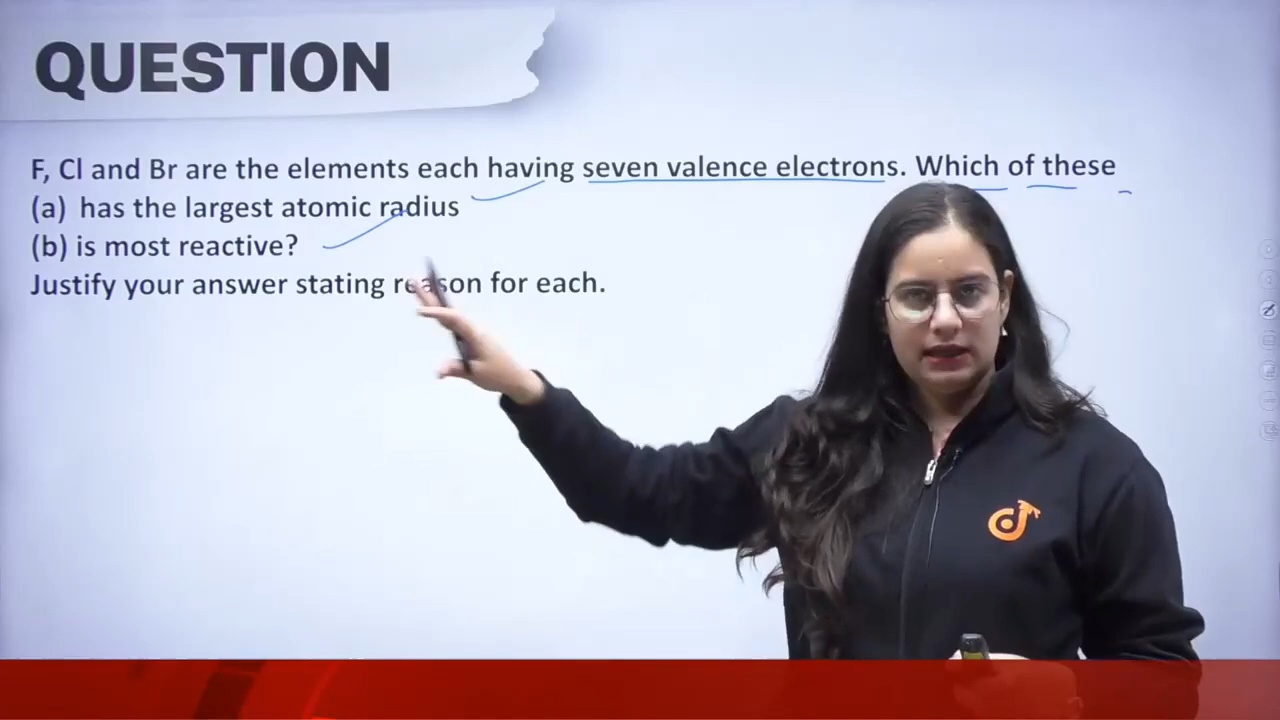 QUESTION
F, Cl and Br are the elements each having seven valence electrons. Which of these
(a) has the largest atomic radius
(b) is most reactive?
Justify your answer stating reason for each.